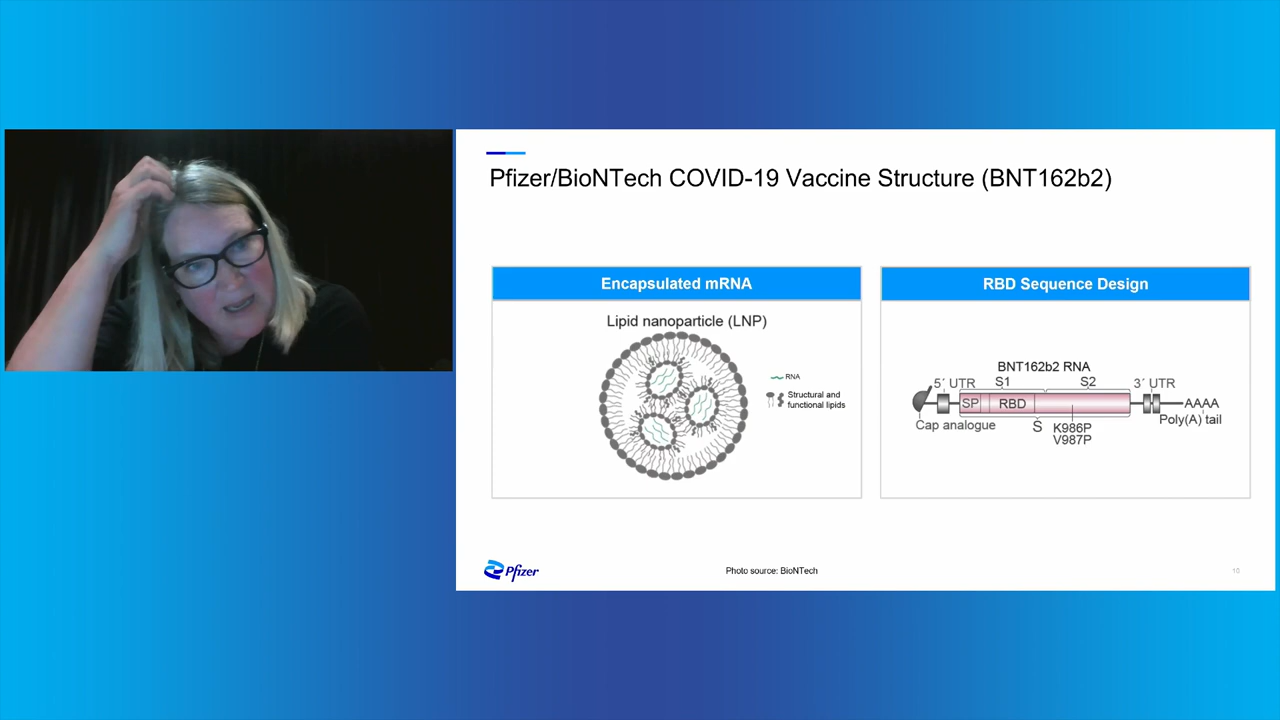 Pfizer/BioNTech COVID-19 Vaccine Structure (BNT162b2)
Encapsulated mRNA
Lipid nanoparticle (LNP)
RNA
Structural and
functional lipids
RBD Sequence Design
BNT162b2 RNA
5´ UTR
S1
S2
3´ UTR
SP
RBD
AAAA
Cap analogue
S
K986P
V987P
Poly(A) tail
Pfizer
Photo source: BioNTech